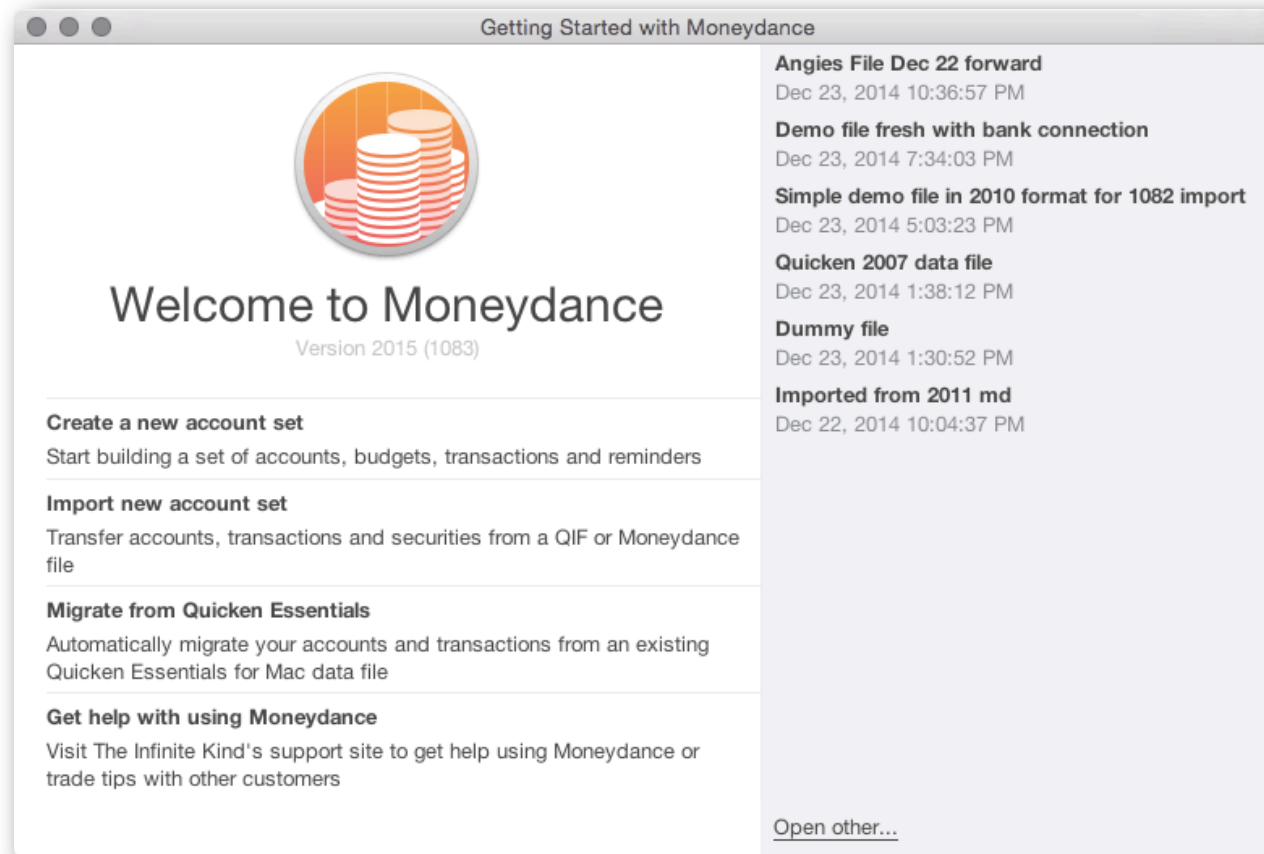 Getting Started with Moneydance
Welcome to Moneydance
Version 2015 (1083)
Create a new account set
Start building a set of accounts, budgets, transactions and reminders
Import new account set
Transfer accounts, transactions and securities from a QIF or Moneydance
file
Migrate from Quicken Essentials
Automatically migrate your accounts and transactions from an existing
Quicken Essentials for Mac data file
Get help with using Moneydance
Visit The Infinite Kind's support site to get help using Moneydance or
trade tips with other customers
Angies File Dec 22 forward
Dec 23, 2014 10:36:57 PM
Demo file fresh with bank connection
Dec 23, 2014 7:34:03 PM
Simple demo file in 2010 format for 1082 import
Dec 23, 2014 5:03:23 PM
Quicken 2007 data file
Dec 23, 2014 1:38:12 PM
Dummy file
Dec 23, 2014 1:30:52 PM
Imported from 2011 md
Dec 22, 2014 10:04:37 PM
Open other...